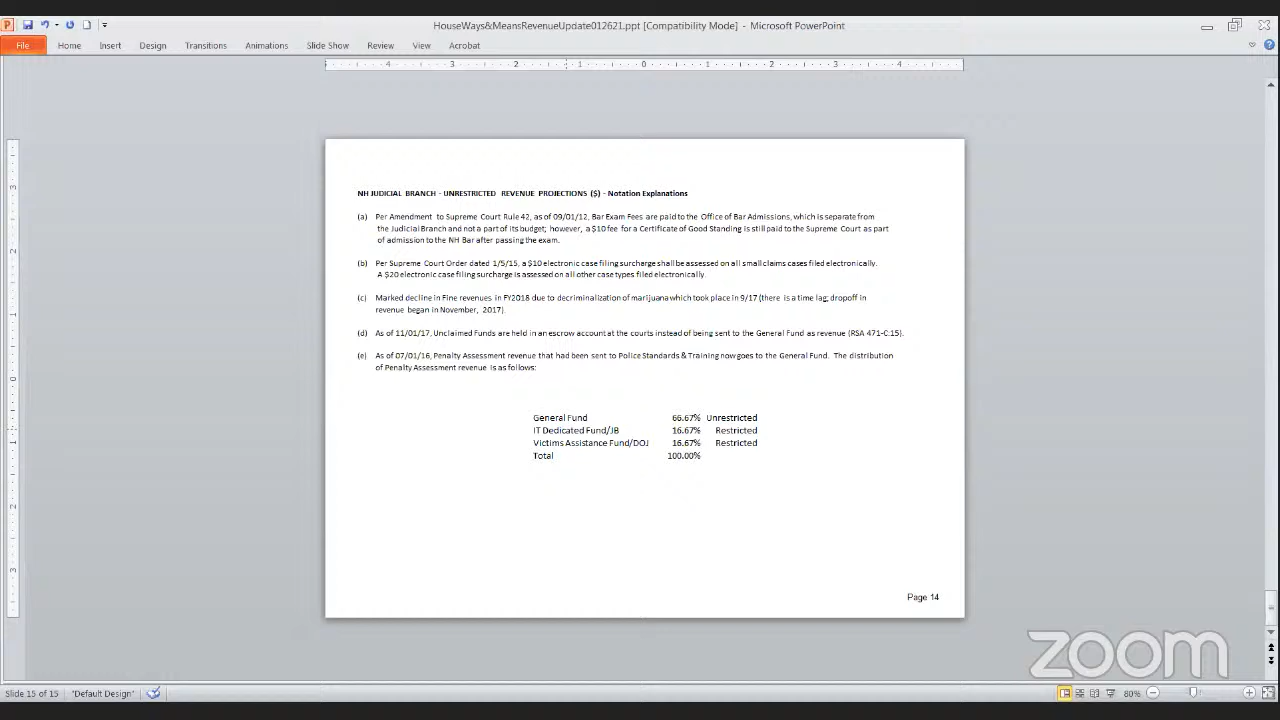 HouseWays&MeansRevenueUpdate012621.ppt [Compatibility Mode] - Microsoft PowerPoint
File Home Insert Design Transitions Animations Slide Show Review View Acrobat
4 3 2 1 0 1 2 3 4
NH JUDICIAL BRANCH - UNRESTRICTED REVENUE PROJECTIONS ($) - Notation Explanations
(a) Per Amendment to Supreme Court Rule 42, as of 09/01/12, Bar Exam Fees are paid to the Office of Bar Admissions, which is separate from
the Judicial Branch and not a part of its budget; however, a $10 fee for a Certificate of Good Standing is still paid to the Supreme Court as part
of admission to the NH Bar after passing the exam.
(b) Per Supreme Court Order dated 1/5/15, a $10 electronic case filing surcharge shall be assessed on all small claims cases filed electronically.
A $20 electronic case filing surcharge is assessed on all other case types filed electronically.
(c) Marked decline in Fine revenues in FY2018 due to decriminalization of marijuana which took place in 9/17 (there is a time lag; dropoff in
revenue began in November, 2017).
(d) As of 11/01/17, Unclaimed Funds are held in an escrow account at the courts instead of being sent to the General Fund as revenue (RSA 471-C:15).
(e) As of 07/01/16, Penalty Assessment revenue that had been sent to Police Standards & Training now goes to the General Fund. The distribution
of Penalty Assessment revenue is as follows:
General Fund 66.67% Unrestricted
IT Dedicated Fund/JB 16.67% Restricted
Victims Assistance Fund/DOJ 16.67% Restricted
Total 100.00%
Page 14
zoom
Slide 15 of 15 "Default Design" 80%